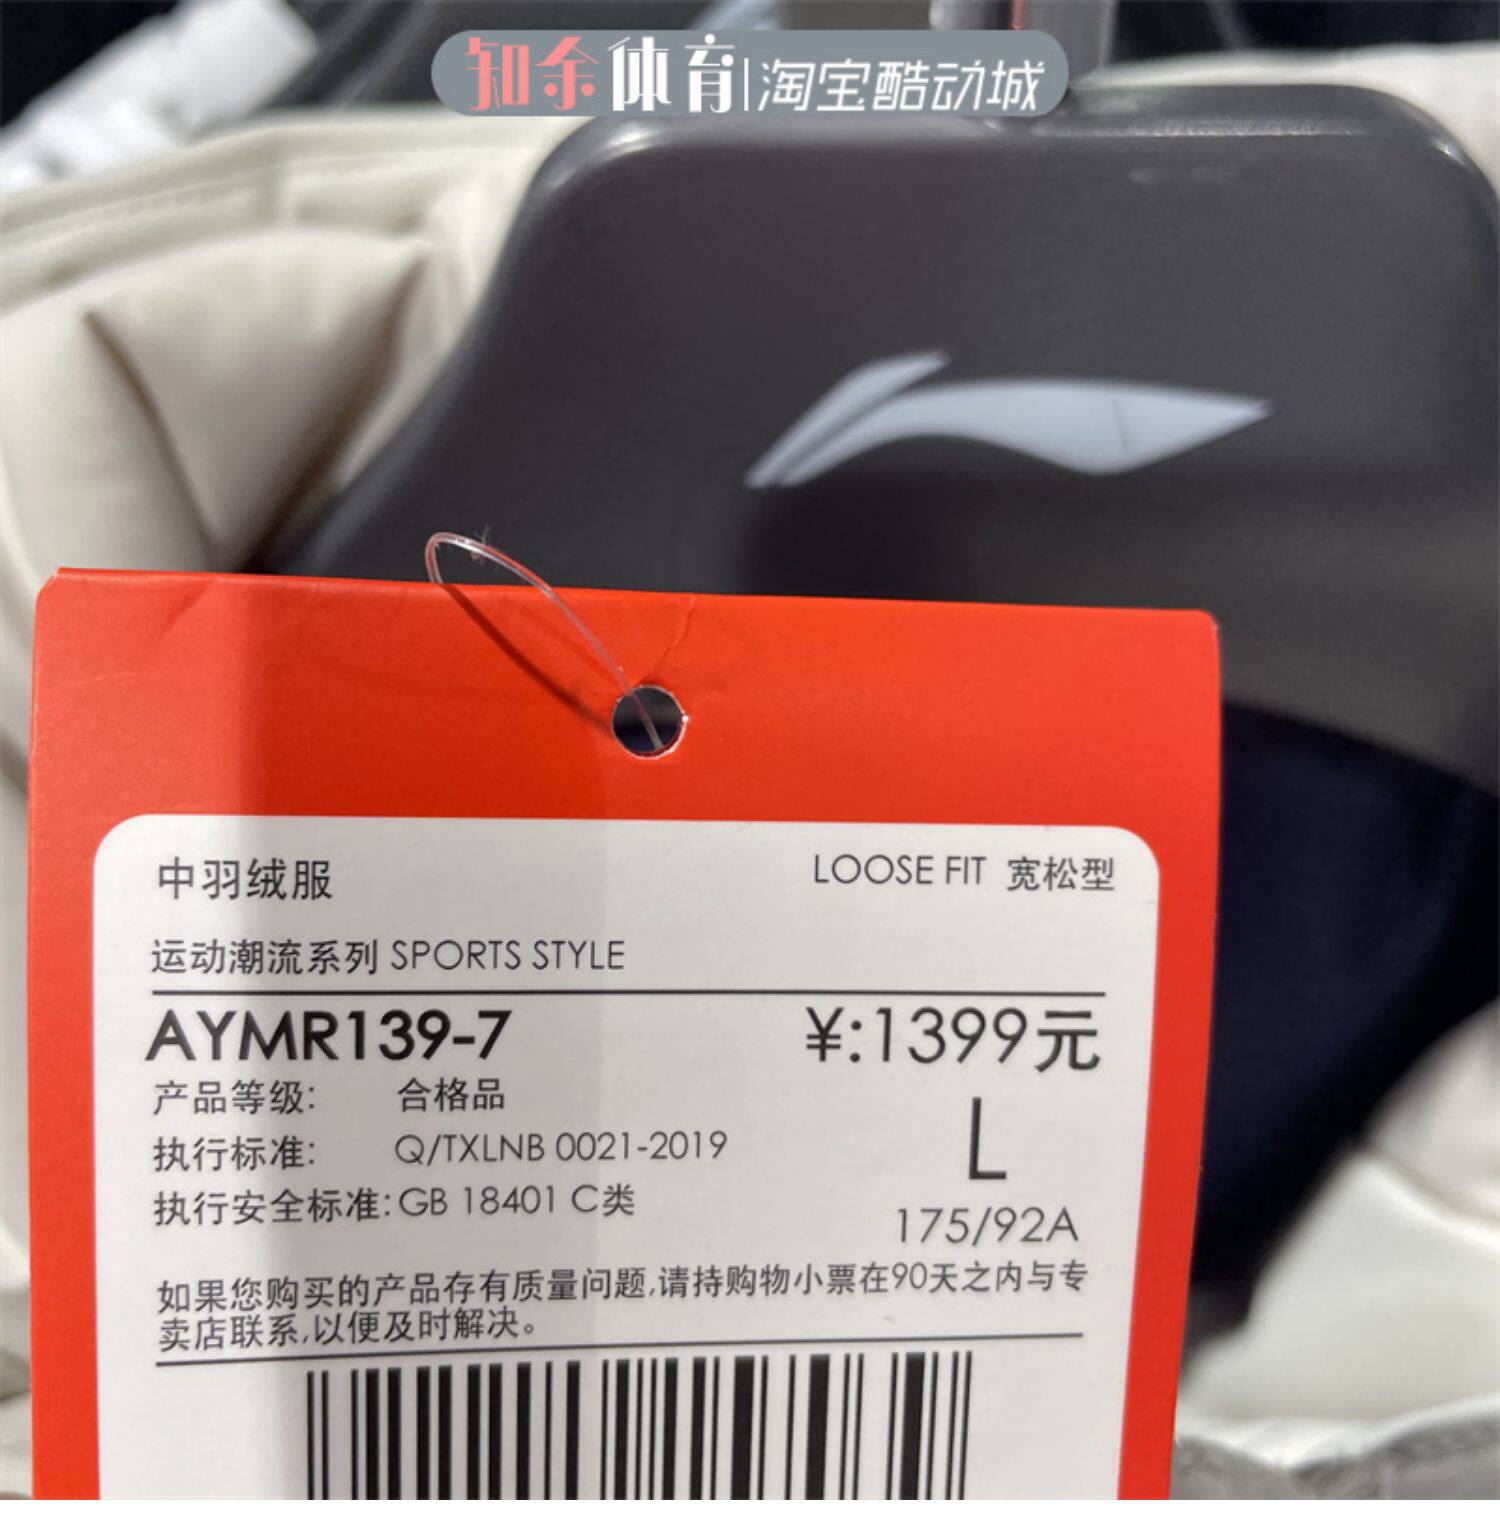 知余体育|淘宝酷动城
中羽绒服
LOOSE FIT 宽松型
运动潮流系列 SPORTS STYLE
AYMR139-7
¥:1399元
产品等级: 合格品
执行标准: Q/TXLNB 0021-2019
L
执行安全标准:GB 18401 C类
175/92A
如果您购买的产品存有质量问题,请持购物小票在90天之内与专
卖店联系,以便及时解决。